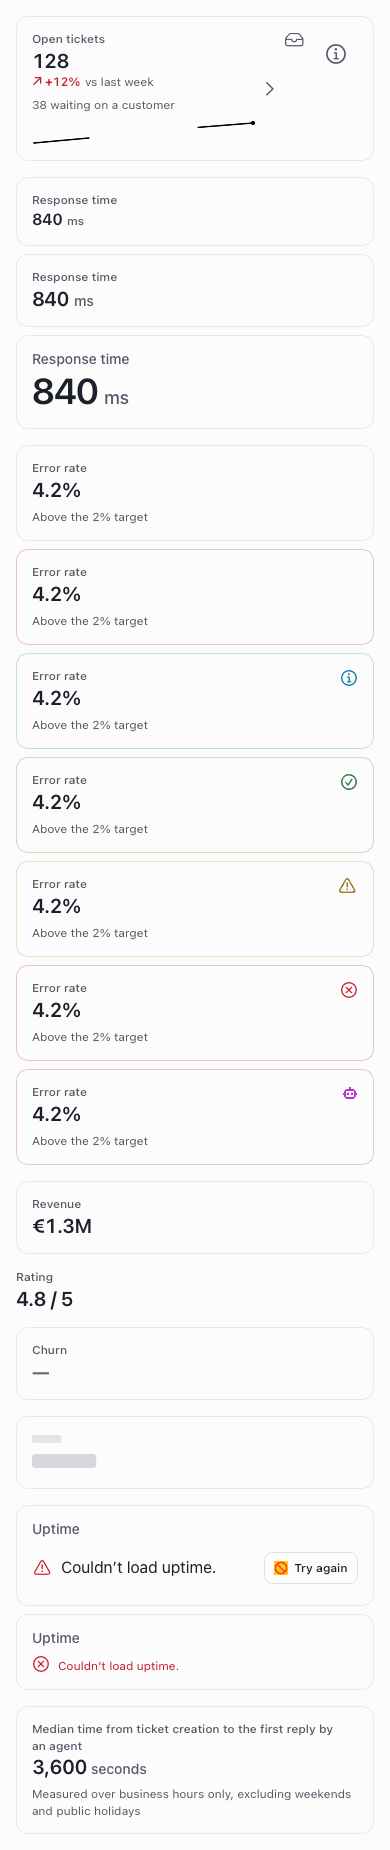 Open tickets
128
+12% vs last week
38 waiting on a customer
Response time
840 ms
Response time
840 ms
Response time
840 ms
Error rate
4.2%
Above the 2% target
Error rate
4.2%
Above the 2% target
Error rate
4.2%
Above the 2% target
Error rate
4.2%
Above the 2% target
Error rate
4.2%
Above the 2% target
Error rate
4.2%
Above the 2% target
Error rate
4.2%
Above the 2% target
Revenue
€1.3M
Rating
4.8 / 5
Churn
—
Uptime
Couldn’t load uptime.
Try again
Uptime
Couldn’t load uptime.
Median time from ticket creation to the first reply by
an agent
3,600 seconds
Measured over business hours only, excluding weekends
and public holidays